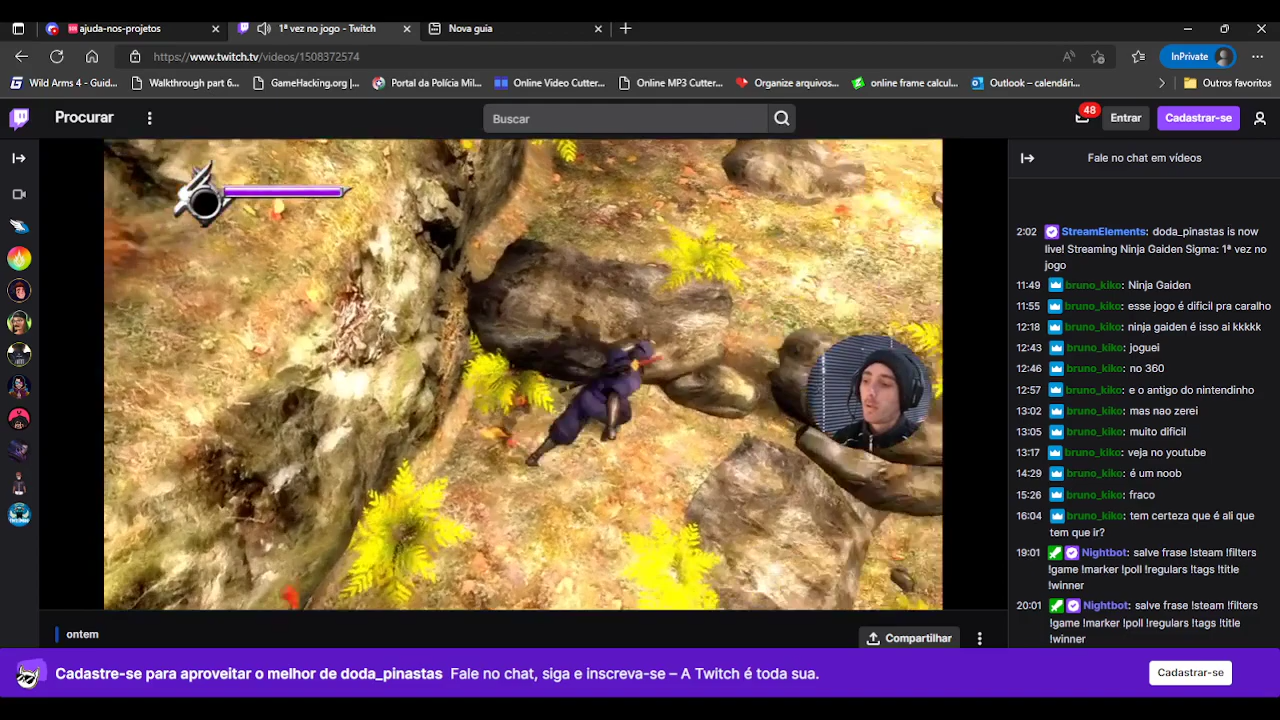 ajuda-nos-projetos
1ª vez no jogo - Twitch
Nova guia
https://www.twitch.tv/videos/1508372574
InPrivate
Wild Arms 4 - Guid...
Walkthrough part 6...
GameHacking.org |...
Portal da Polícia Mil...
Online Video Cutter...
Online MP3 Cutter...
Organize arquivos...
online frame calcul...
Outlook – calendári...
Outros favoritos
Procurar
Buscar
48
Entrar
Cadastrar-se
Fale no chat em vídeos
2:02 StreamElements: doda_pinastas is now
live! Streaming Ninja Gaiden Sigma: 1ª vez no
jogo
11:49 bruno_kiko: Ninja Gaiden
11:55 bruno_kiko: esse jogo é dificil pra caralho
12:18 bruno_kiko: ninja gaiden é isso ai kkkkk
12:43 bruno_kiko: joguei
12:46 bruno_kiko: no 360
12:57 bruno_kiko: e o antigo do nintendinho
13:02 bruno_kiko: mas nao zerei
13:05 bruno_kiko: muito dificil
13:17 bruno_kiko: veja no youtube
14:29 bruno_kiko: é um noob
15:26 bruno_kiko: fraco
16:04 bruno_kiko: tem certeza que é ali que
tem que ir?
19:01 Nightbot: salve frase !steam !filters
!game !marker !poll !regulars !tags !title
!winner
20:01 Nightbot: salve frase !steam !filters
!game !marker !poll !regulars !tags !title
!winner
ontem
Compartilhar
Cadastre-se para aproveitar o melhor de doda_pinastas Fale no chat, siga e inscreva-se – A Twitch é toda sua.
Cadastrar-se